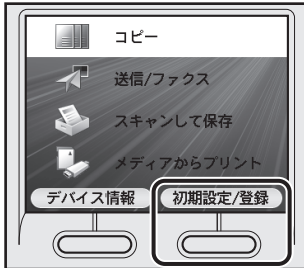 コピー
送信/ファクス
スキャンして保存
メディアからプリント
デバイス情報 初期設定/登録